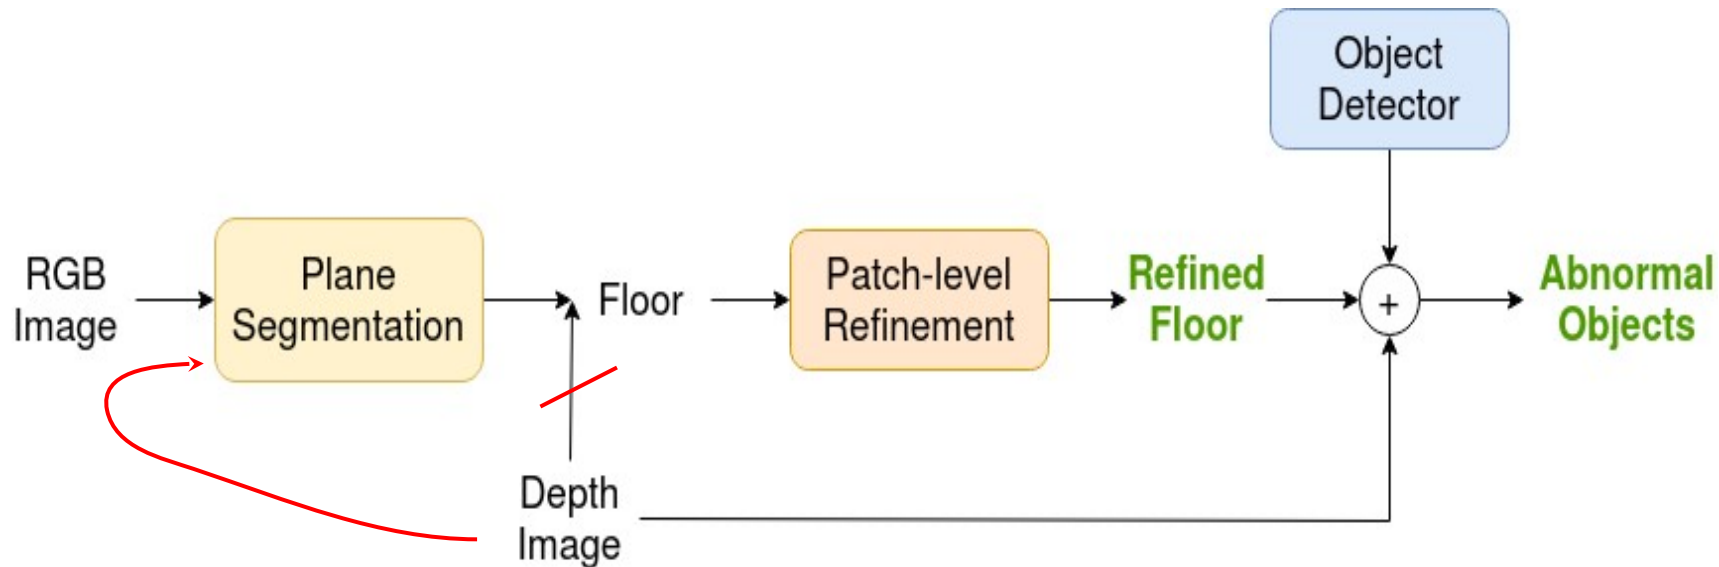 Object
Detector
RGB
Image
Plane
Segmentation
Floor
Patch-level
Refinement
Refined
Floor
+
Abnormal
Objects
Depth
Image